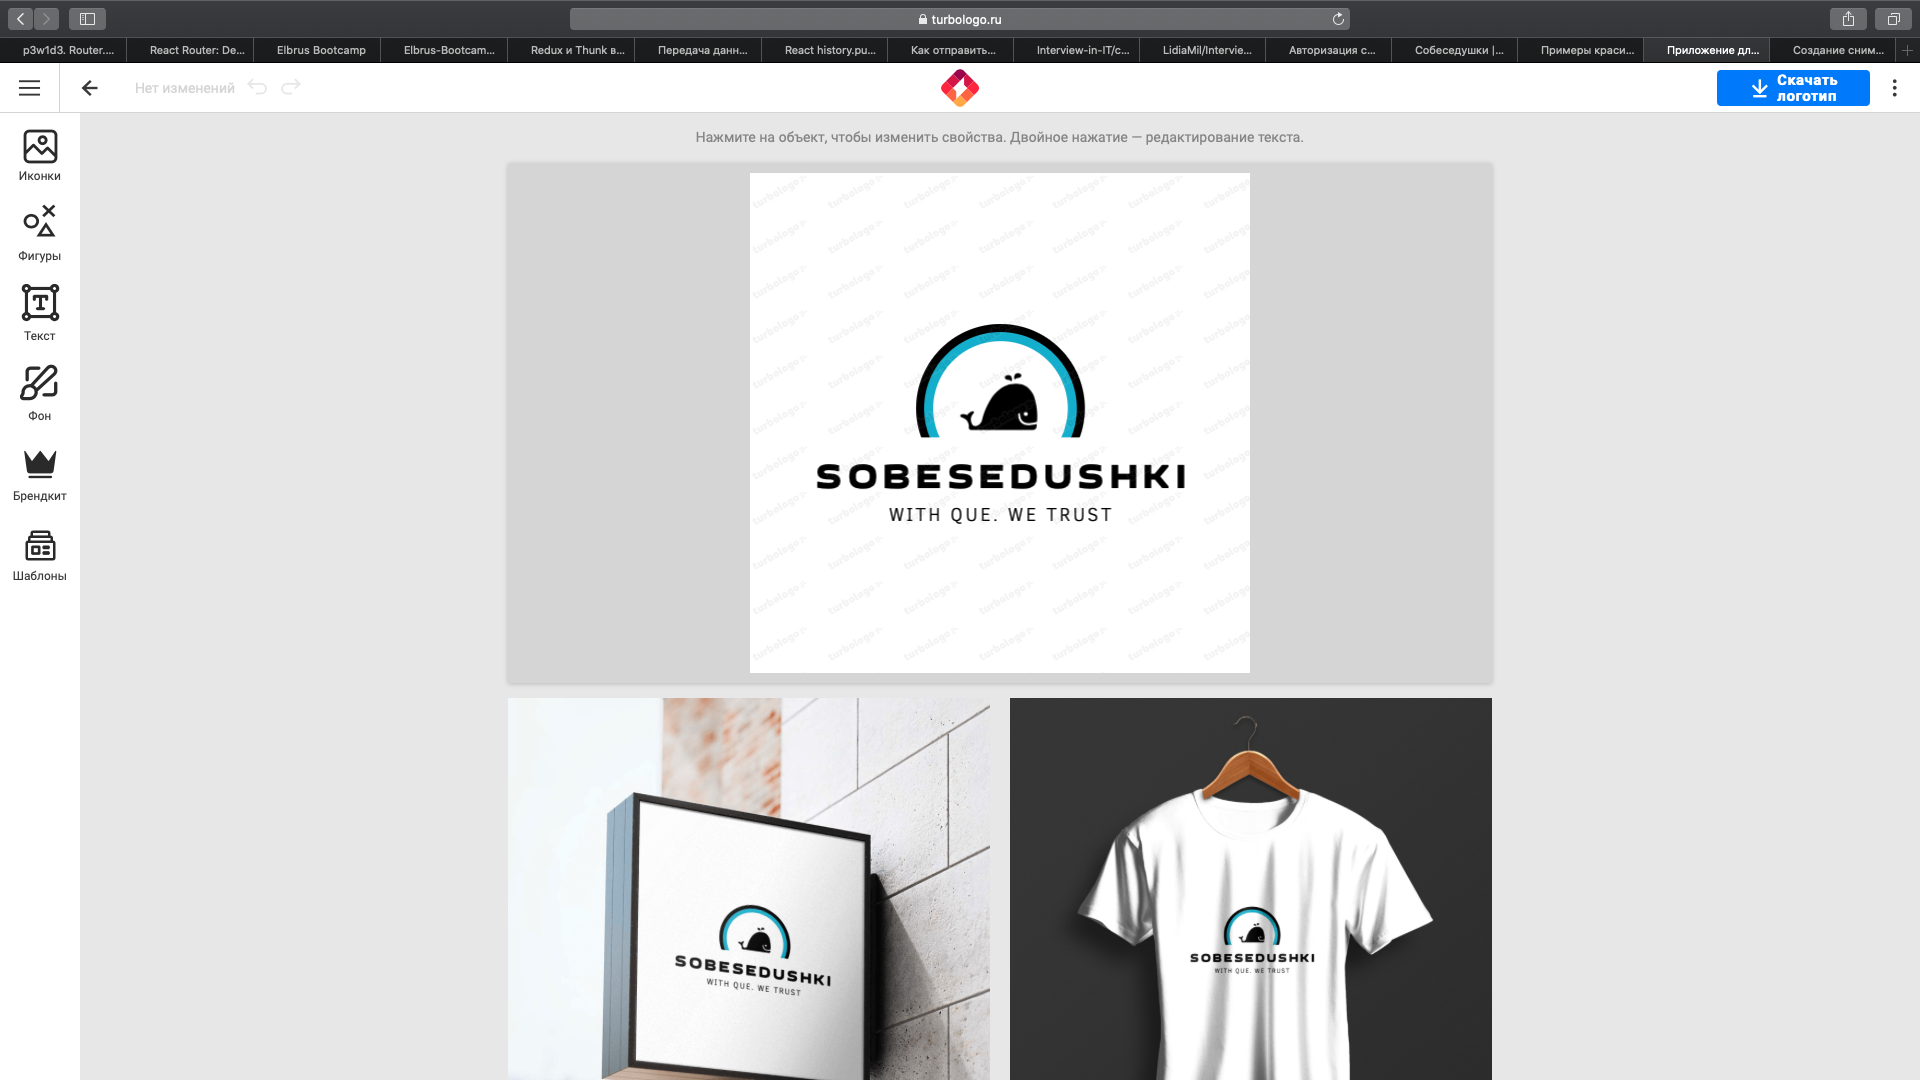 turbologo.ru
p3w1d3. Router.... React Router: De... Elbrus Bootcamp Elbrus-Bootcam... Redux и Thunk в... Передача данн... React history.pu... Как отправить... Interview-in-IT/c... LidiaMil/Intervie... Авторизация с... Собеседушки |... Примеры краси... Приложение дл... Создание сним...
Нет изменений
Скачать
логотип
Нажмите на объект, чтобы изменить свойства. Двойное нажатие — редактирование текста.
Иконки
Фигуры
Текст
Фон
Брендкит
Шаблоны
turbologo
SOBESEDUSHKI
WITH QUE. WE TRUST
SOBESEDUSHKI
WITH QUE. WE TRUST
SOBESEDUSHKI
WITH QUE. WE TRUST